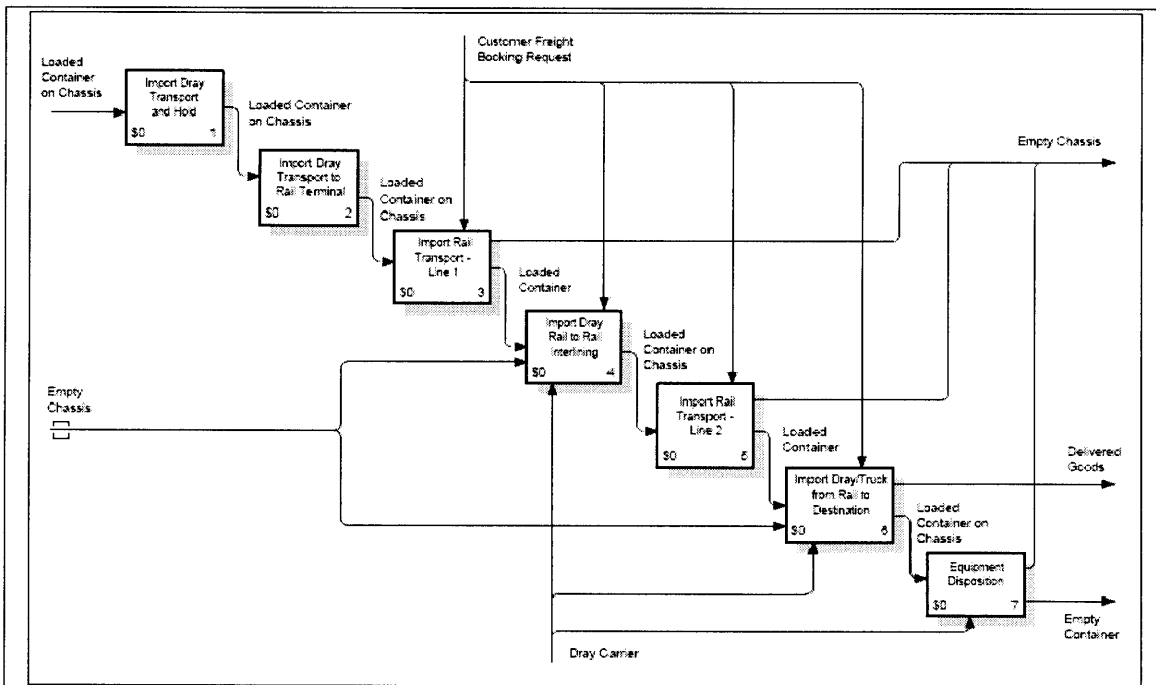 Customer Freight
Booking Request
Loaded
Container
on Chassis
Import Dray
Transport
and Hold
$0 1
Loaded Container
on Chassis
Empty Chassis
Import Dray
Transport to
Rail Terminal
$0 2
Loaded
Container on
Chassis
Import Rail
Transport -
Line 1
$0 3
Loaded
Container
Import Dray
Rail to Rail
Interlining
$0 4
Loaded
Container on
Chassis
Empty
Chassis
Import Rail
Transport -
Line 2
$0 5
Loaded
Container
Delivered
Goods
Import Dray/Truck
from Rail to
Destination
$0 6
Loaded
Container on
Chassis
Equipment
Disposition
$0 7
Empty
Container
Dray Carrier